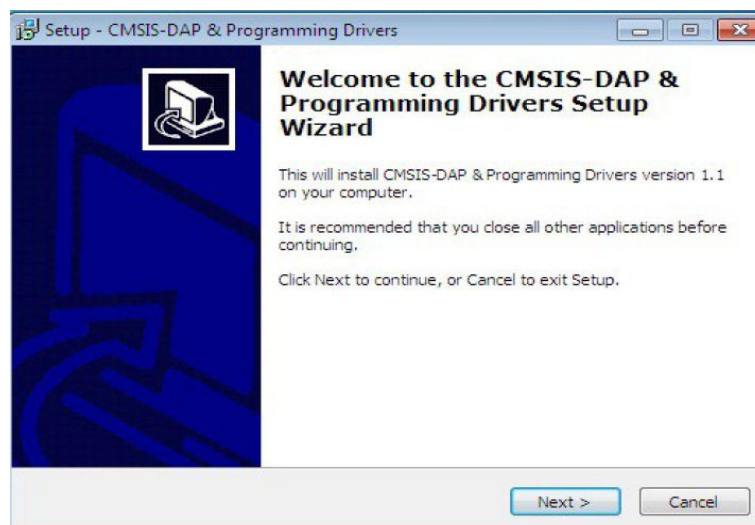 Setup - CMSIS-DAP & Programming Drivers
Welcome to the CMSIS-DAP &
Programming Drivers Setup
Wizard
This will install CMSIS-DAP & Programming Drivers version 1.1
on your computer.
It is recommended that you close all other applications before
continuing.
Click Next to continue, or Cancel to exit Setup.
Next >
Cancel